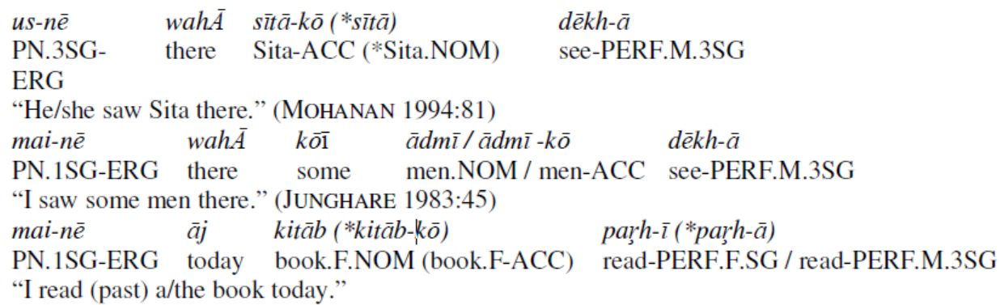 us-nē wahĀ̄ sītā-kō (*sītā) dēkh-ā
PN.3SG- there Sita-ACC (*Sita.NOM) see-PERF.M.3SG
ERG
“He/she saw Sita there.” (MOHANAN 1994:81)
mai-nē wahĀ̄ kōī ādmī / ādmī -kō dēkh-ā
PN.1SG-ERG there some men.NOM / men-ACC see-PERF.M.3SG
“I saw some men there.” (JUNGHARE 1983:45)
mai-nē āj kitāb (*kitāb-kō) paṛh-ī (*paṛh-ā)
PN.1SG-ERG today book.F.NOM (book.F-ACC) read-PERF.F.SG / read-PERF.M.3SG
“I read (past) a/the book today.”